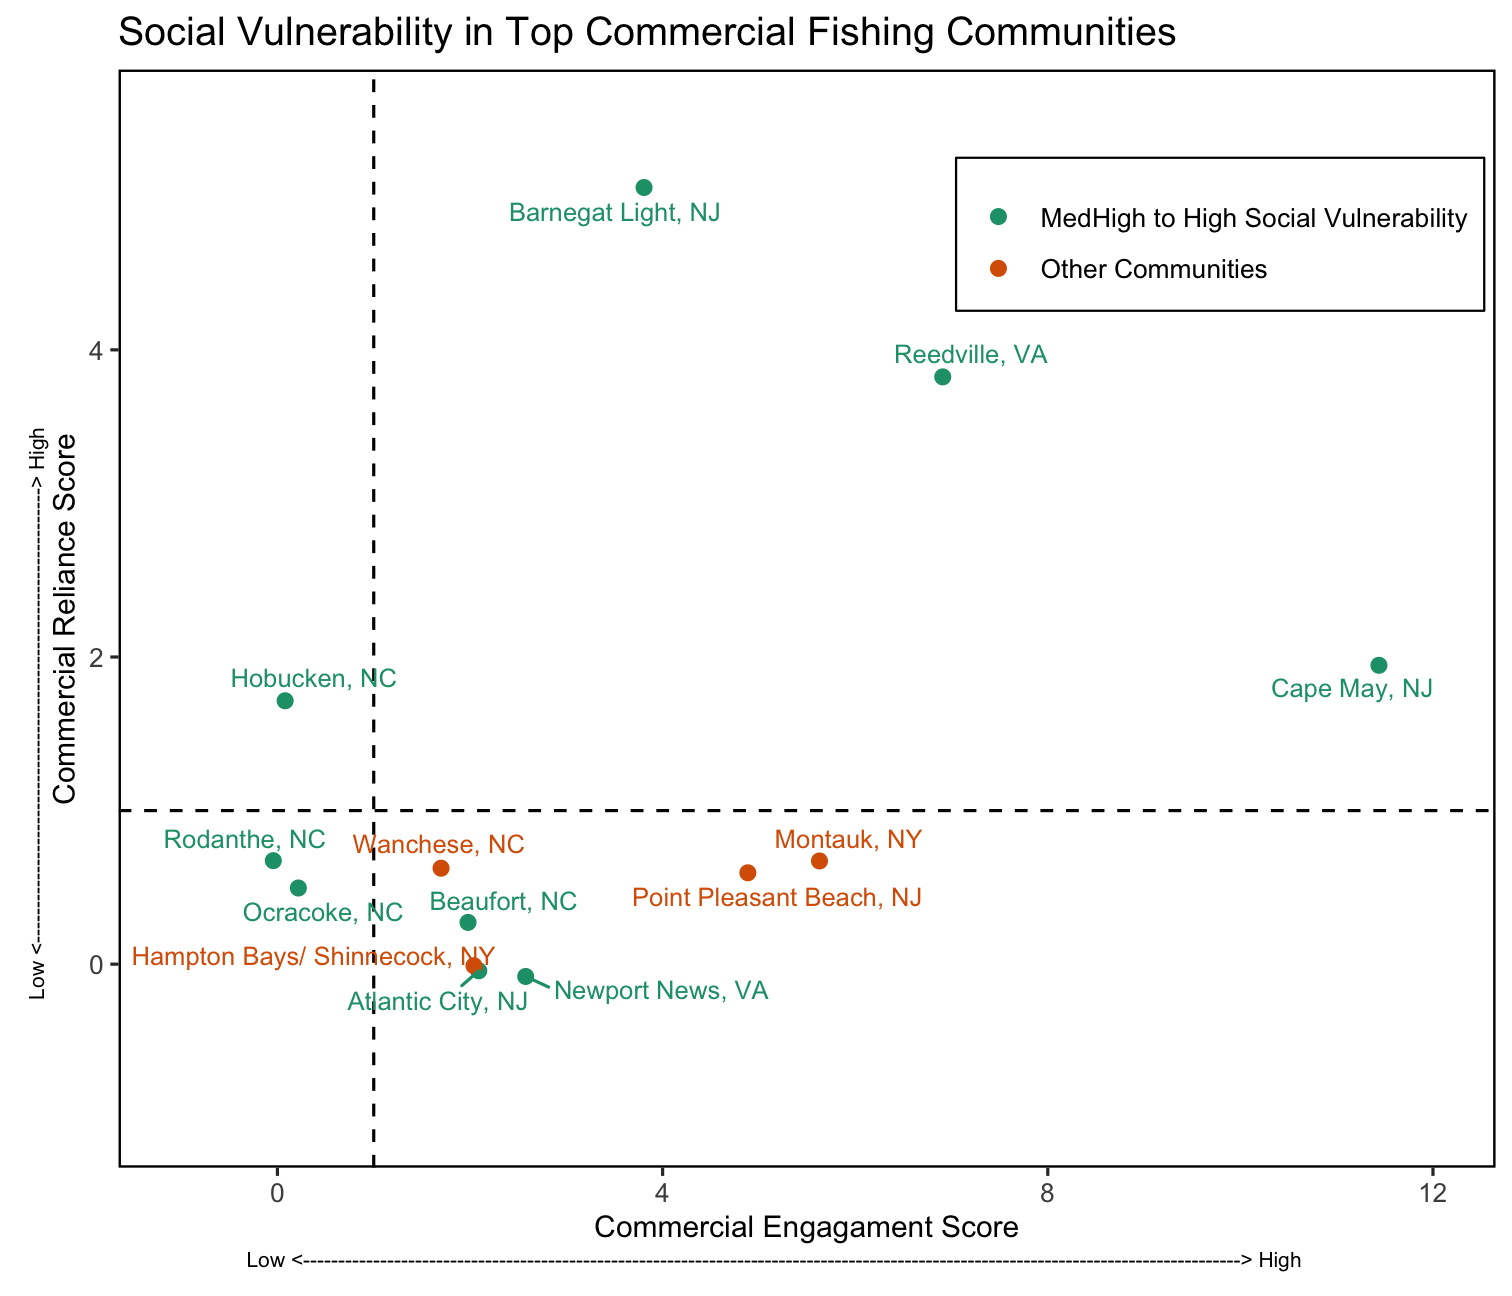 Social Vulnerability in Top Commercial Fishing Communities
Barnegat Light, NJ
MedHigh to High Social Vulnerability
Other Communities
Reedville, VA
4
Hobucken, NC
2
Cape May, NJ
Rodanthe, NC
Wanchese, NC
Montauk, NY
Ocracoke, NC
Beaufort, NC
Point Pleasant Beach, NJ
Hampton Bays/ Shinnecock, NY
0
Atlantic City, NJ
Newport News, VA
Low <---------------------------------------------------------------> High
Commercial Reliance Score
0
4
8
12
Commercial Engagament Score
Low <--------------------------------------------------------------------------------------------------------------------------------------> High